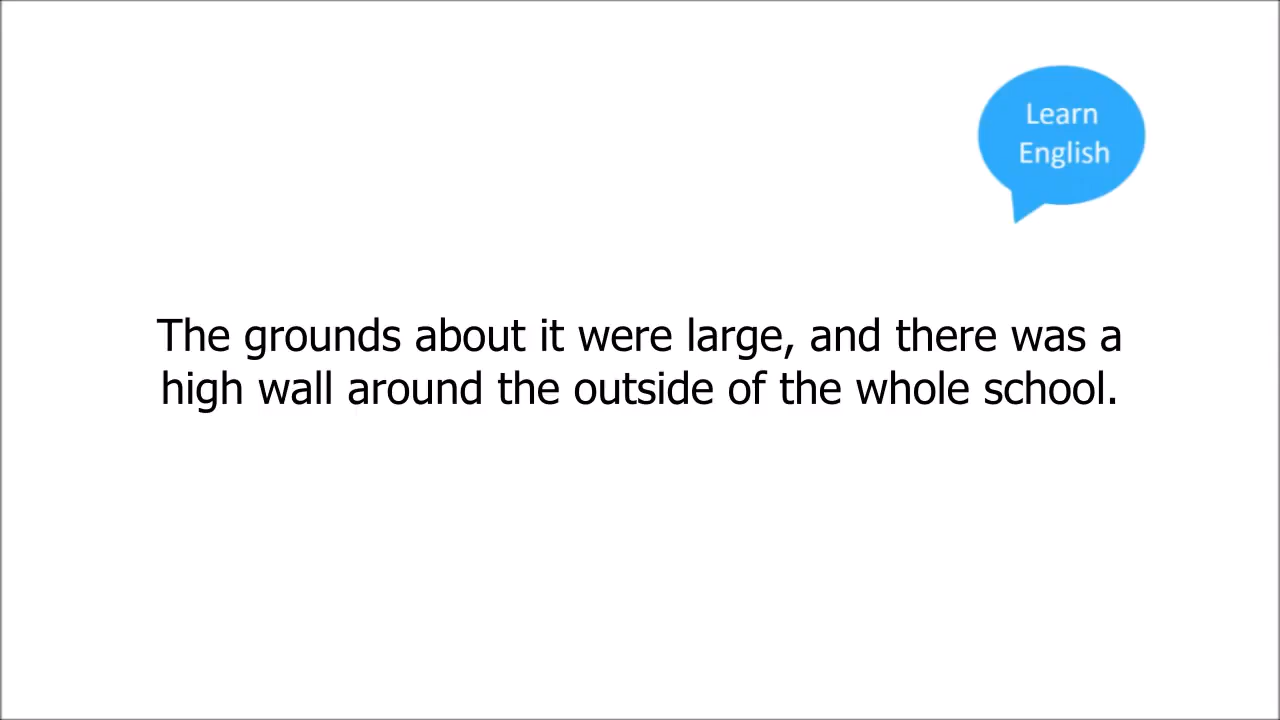 Learn
English
The grounds about it were large, and there was a
high wall around the outside of the whole school.